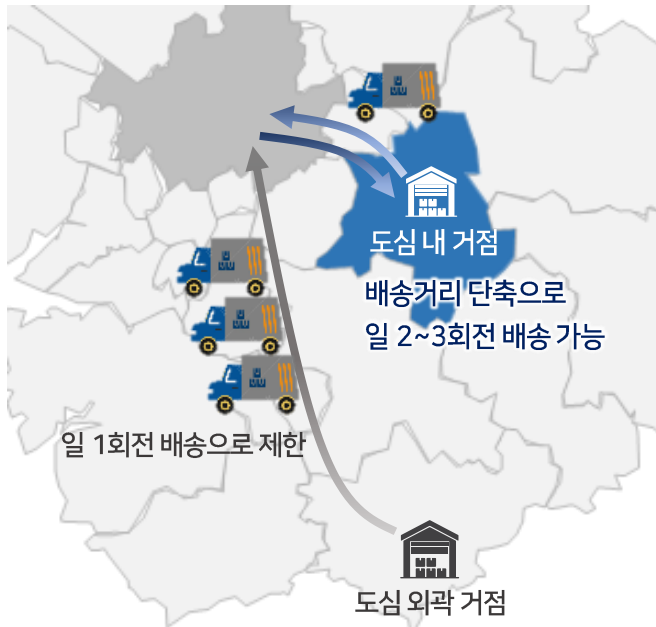 도심 내 거점
배송거리 단축으로
일 2~3회전 배송 가능
일 1회전 배송으로 제한
도심 외곽 거점